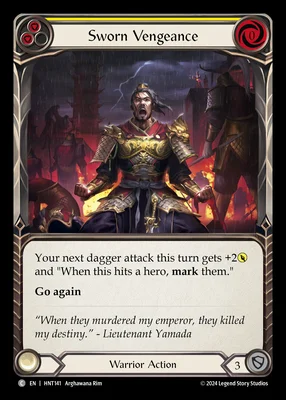 Sworn Vengeance
Your next dagger attack this turn gets +2
and "When this hits a hero, mark them."
Go again
"When they murdered my emperor, they killed
my destiny." - Lieutenant Yamada
Warrior Action
3
C EN | HNT141 Arghawana Rim
© 2024 Legend Story Studios